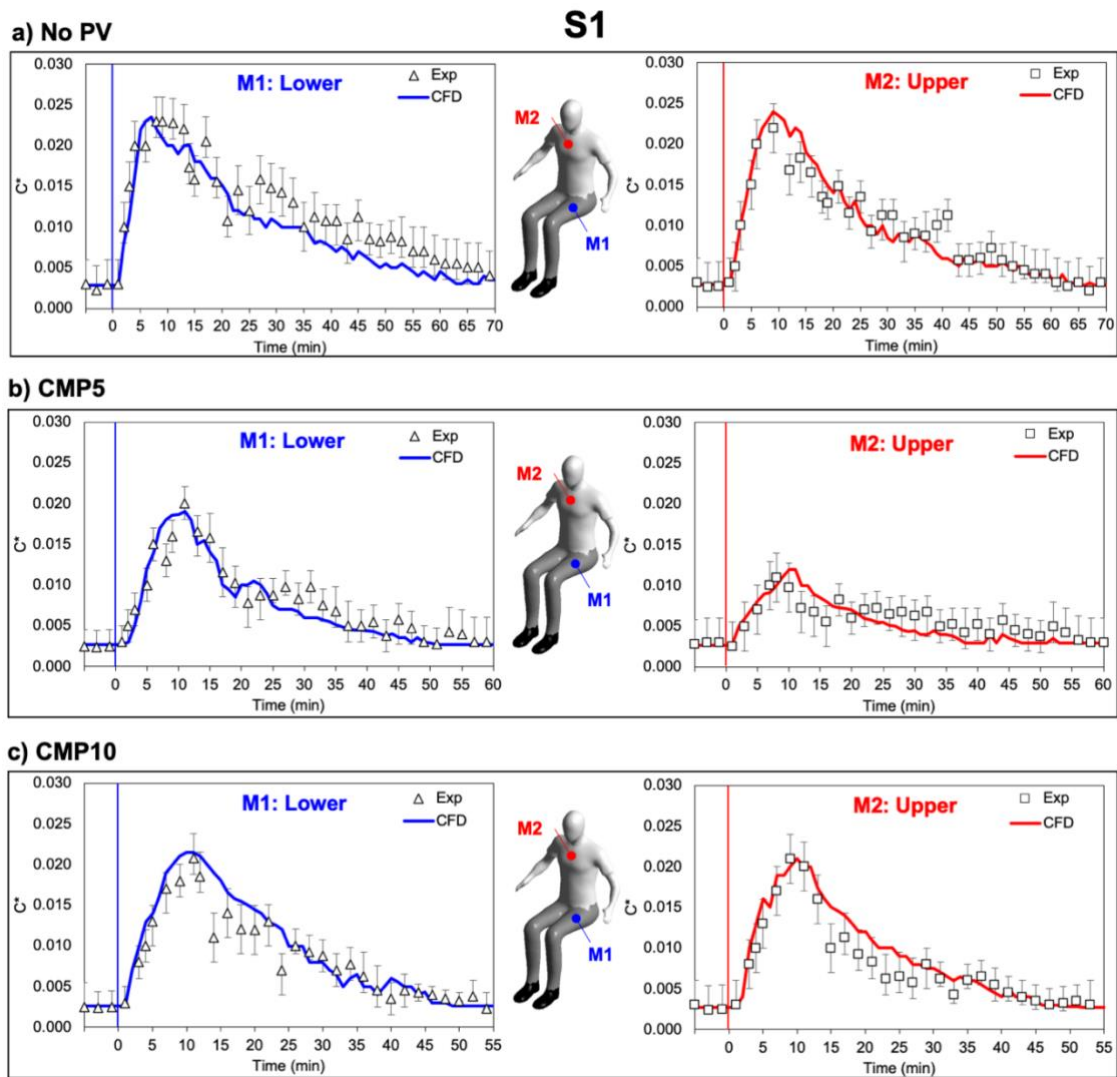 S1
a) No PV
0.030
0.025
0.020
0.015
0.010
0.005
0.000
C*
M1: Lower
Exp
CFD
0 5 10 15 20 25 30 35 40 45 50 55 60 65 70
Time (min)
M2
M1
0.030
0.025
0.020
0.015
0.010
0.005
0.000
C*
M2: Upper
Exp
CFD
0 5 10 15 20 25 30 35 40 45 50 55 60 65 70
Time (min)
b) CMP5
0.030
0.025
0.020
0.015
0.010
0.005
0.000
C*
M1: Lower
Exp
CFD
0 5 10 15 20 25 30 35 40 45 50 55 60
Time (min)
M2
M1
0.030
0.025
0.020
0.015
0.010
0.005
0.000
C*
M2: Upper
Exp
CFD
0 5 10 15 20 25 30 35 40 45 50 55 60
Time (min)
c) CMP10
0.030
0.025
0.020
0.015
0.010
0.005
0.000
C*
M1: Lower
Exp
CFD
0 5 10 15 20 25 30 35 40 45 50 55
Time (min)
M2
M1
0.030
0.025
0.020
0.015
0.010
0.005
0.000
C*
M2: Upper
Exp
CFD
0 5 10 15 20 25 30 35 40 45 50 55
Time (min)